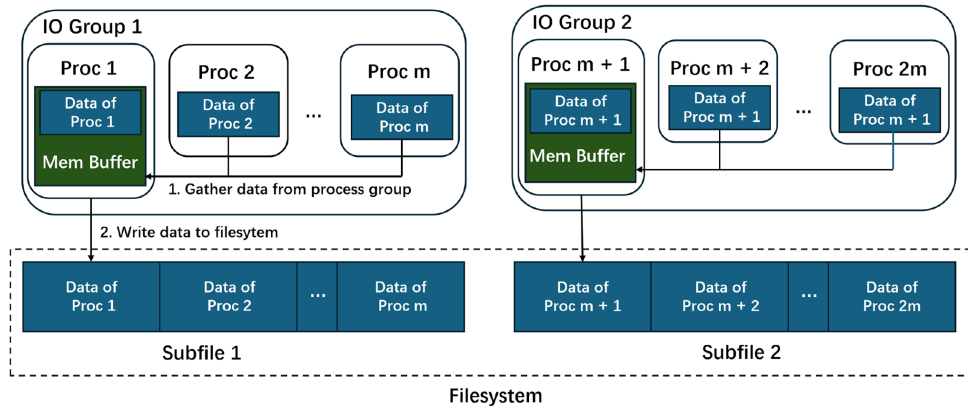 IO Group 1
Proc 1
Data of
Proc 1
Mem Buffer
Proc 2
Data of
Proc 2
...
Proc m
Data of
Proc m
1. Gather data from process group
2. Write data to filesytem
IO Group 2
Proc m + 1
Data of
Proc m + 1
Mem Buffer
Proc m + 2
Data of
Proc m + 1
...
Proc 2m
Data of
Proc m + 1
Data of
Proc 1
Data of
Proc 2
...
Data of
Proc m
Subfile 1
Data of
Proc m + 1
Data of
Proc m + 2
...
Data of
Proc 2m
Subfile 2
Filesystem